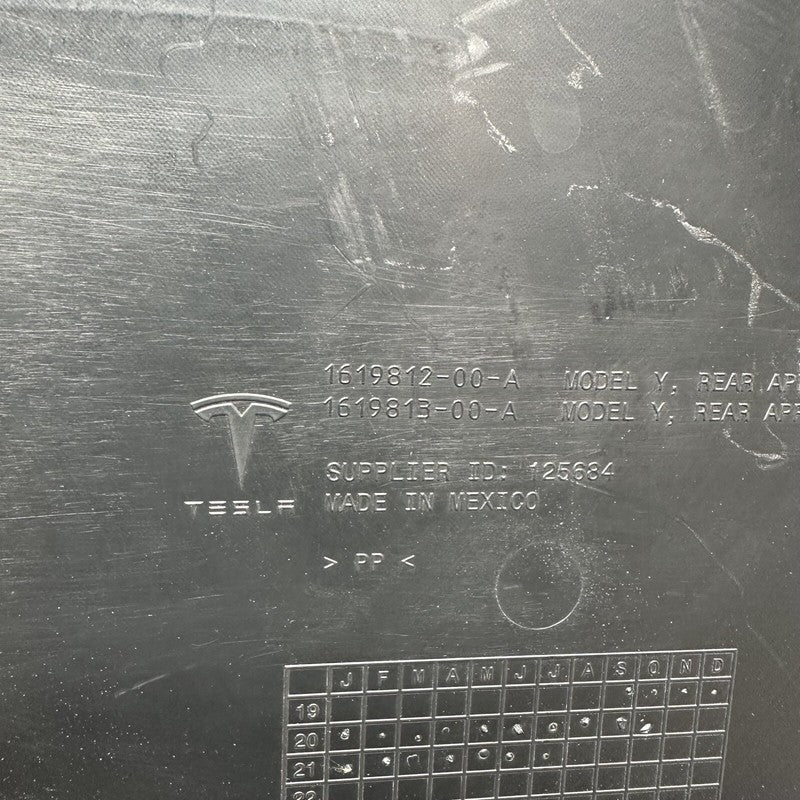 1619812-00-A MODEL Y, REAR
1619813-00-A MODEL Y, REAR
TESLA
SUPPLIER ID: 125684
MADE IN MEXICO
> PP <
J F M A M J J A S O N D
19
20
21
22